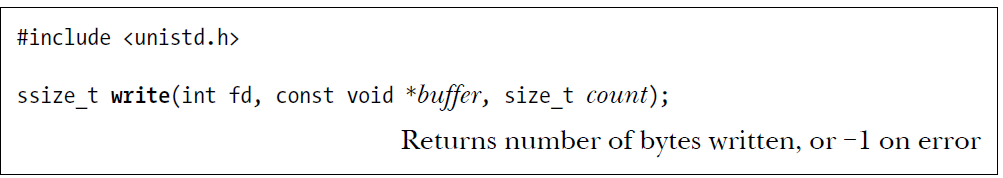 #include <unistd.h>
ssize_t write(int fd, const void *buffer, size_t count);
Returns number of bytes written, or –1 on error